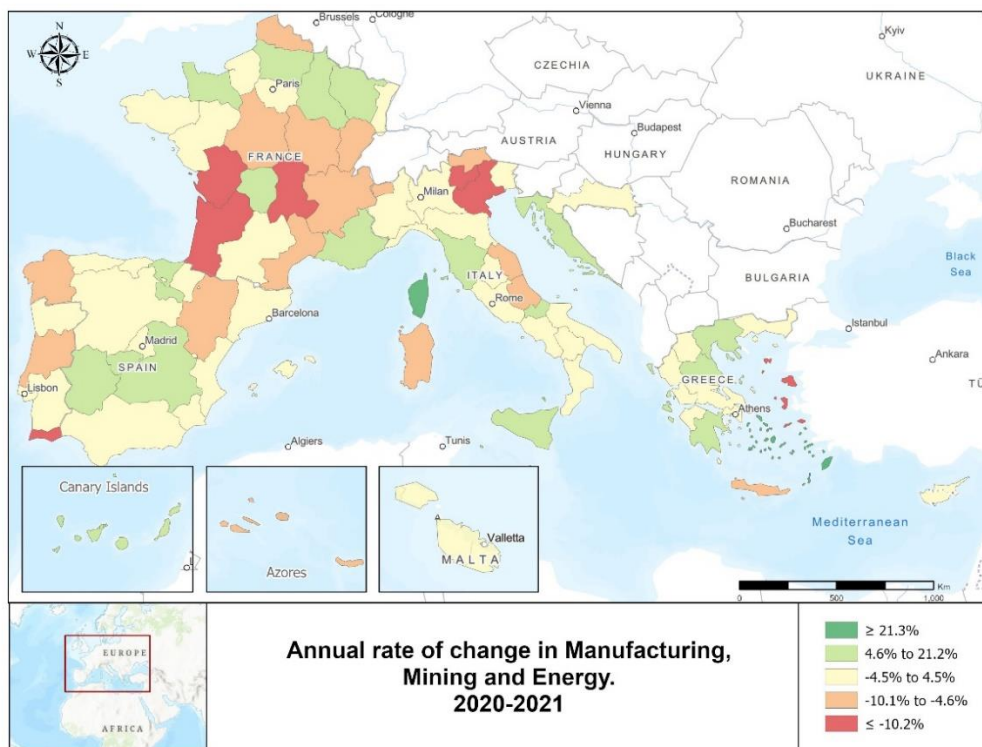 N
W E
S
Brussels
Cologne
Kyiv
UKRAINE
CZECHIA
Paris
Vienna
Budapest
AUSTRIA
HUNGARY
FRANCE
ROMANIA
Milan
Bucharest
Black
Sea
BULGARIA
ITALY
Rome
Istanbul
Barcelona
Madrid
Ankara
SPAIN
GREECE
TÜ
Lisbon
Athens
Algiers
Tunis
Canary Islands
Azores
Valletta
MALTA
Mediterranean
Sea
Km
0 500 1,000
EUROPE
AFRICA
Annual rate of change in Manufacturing,
Mining and Energy.
2020-2021
≥ 21.3%
4.6% to 21.2%
-4.5% to 4.5%
-10.1% to -4.6%
≤ -10.2%